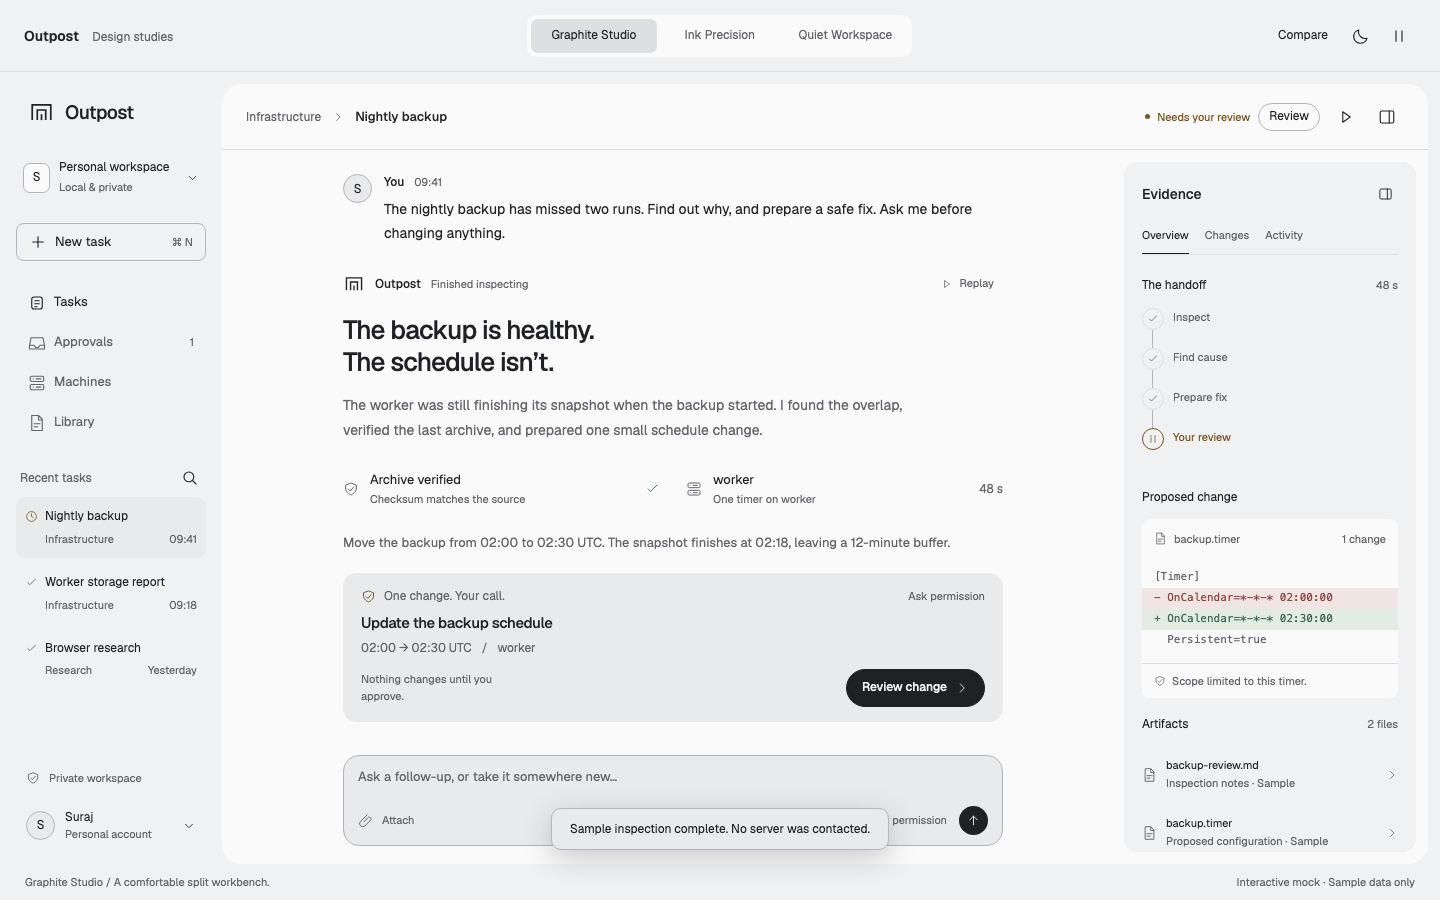 Outpost Design studies
Graphite Studio
Ink Precision
Quiet Workspace
Compare
Outpost
S
Personal workspace
Local & private
New task ⌘ N
Tasks
Approvals 1
Machines
Library
Recent tasks
Nightly backup
Infrastructure 09:41
Worker storage report
Infrastructure 09:18
Browser research
Research Yesterday
Private workspace
S
Suraj
Personal account
Infrastructure > Nightly backup
Needs your review
Review
S
You 09:41
The nightly backup has missed two runs. Find out why, and prepare a safe fix. Ask me before
changing anything.
Outpost Finished inspecting
Replay
The backup is healthy.
The schedule isn’t.
The worker was still finishing its snapshot when the backup started. I found the overlap,
verified the last archive, and prepared one small schedule change.
Archive verified
Checksum matches the source
worker
One timer on worker
48 s
Move the backup from 02:00 to 02:30 UTC. The snapshot finishes at 02:18, leaving a 12-minute buffer.
One change. Your call.
Ask permission
Update the backup schedule
02:00 → 02:30 UTC / worker
Nothing changes until you
approve.
Review change
Ask a follow-up, or take it somewhere new…
Attach
permission
Sample inspection complete. No server was contacted.
Evidence
Overview
Changes
Activity
The handoff 48 s
Inspect
Find cause
Prepare fix
Your review
Proposed change
backup.timer 1 change
[Timer]
− OnCalendar=*-*-* 02:00:00
+ OnCalendar=*-*-* 02:30:00
Persistent=true
Scope limited to this timer.
Artifacts 2 files
backup-review.md
Inspection notes · Sample
backup.timer
Proposed configuration · Sample
Graphite Studio / A comfortable split workbench.
Interactive mock · Sample data only